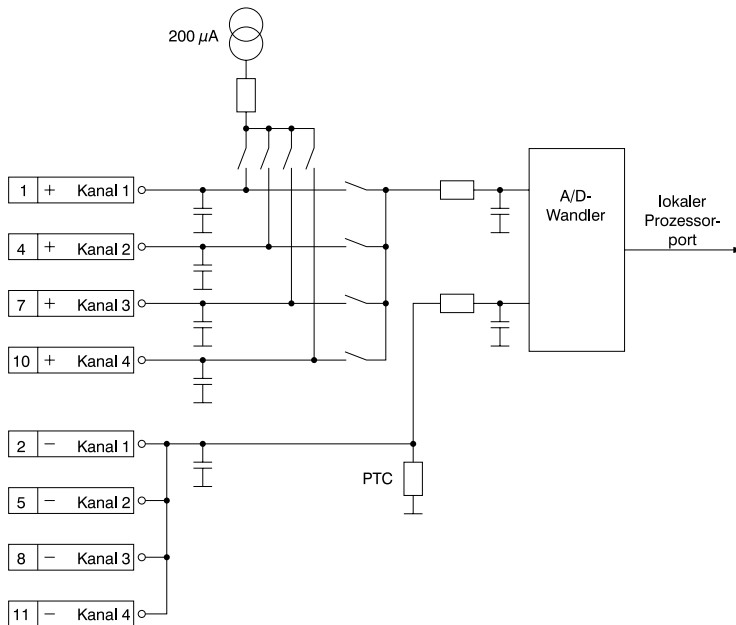 200 µA
1 + Kanal 1
4 + Kanal 2
7 + Kanal 3
10 + Kanal 4
2 − Kanal 1
5 − Kanal 2
8 − Kanal 3
11 − Kanal 4
PTC
A/D-
Wandler
lokaler
Prozessor-
port